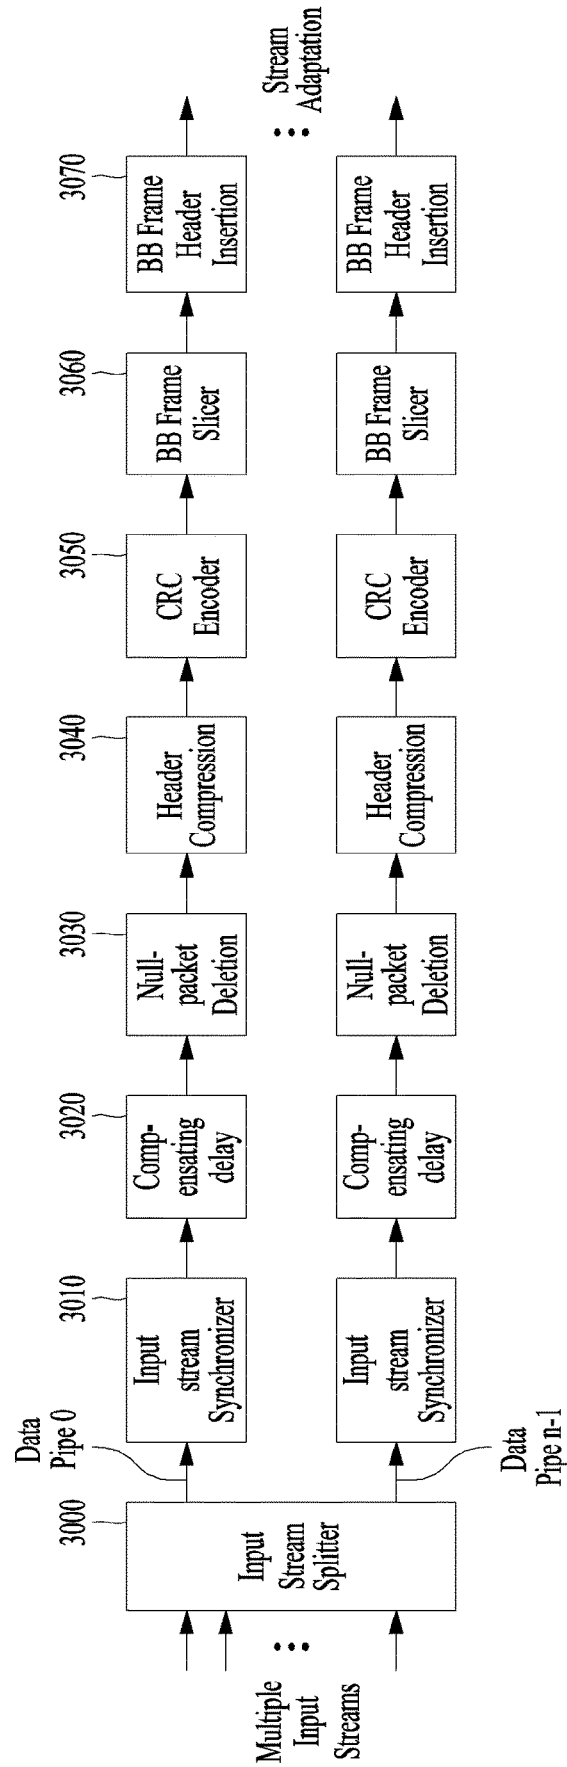 Multiple
Input
Streams
3000
Input
Stream
Splitter
Data
Pipe 0
Data
Pipe n-1
3010
Input
stream
Synchronizer
3020
Comp-
ensating
delay
3030
Null-
packet
Deletion
3040
Header
Compression
3050
CRC
Encoder
3060
BB Frame
Slicer
3070
BB Frame
Header
Insertion
Input
stream
Synchronizer
Comp-
ensating
delay
Null-
packet
Deletion
Header
Compression
CRC
Encoder
BB Frame
Slicer
BB Frame
Header
Insertion
Stream
Adaptation